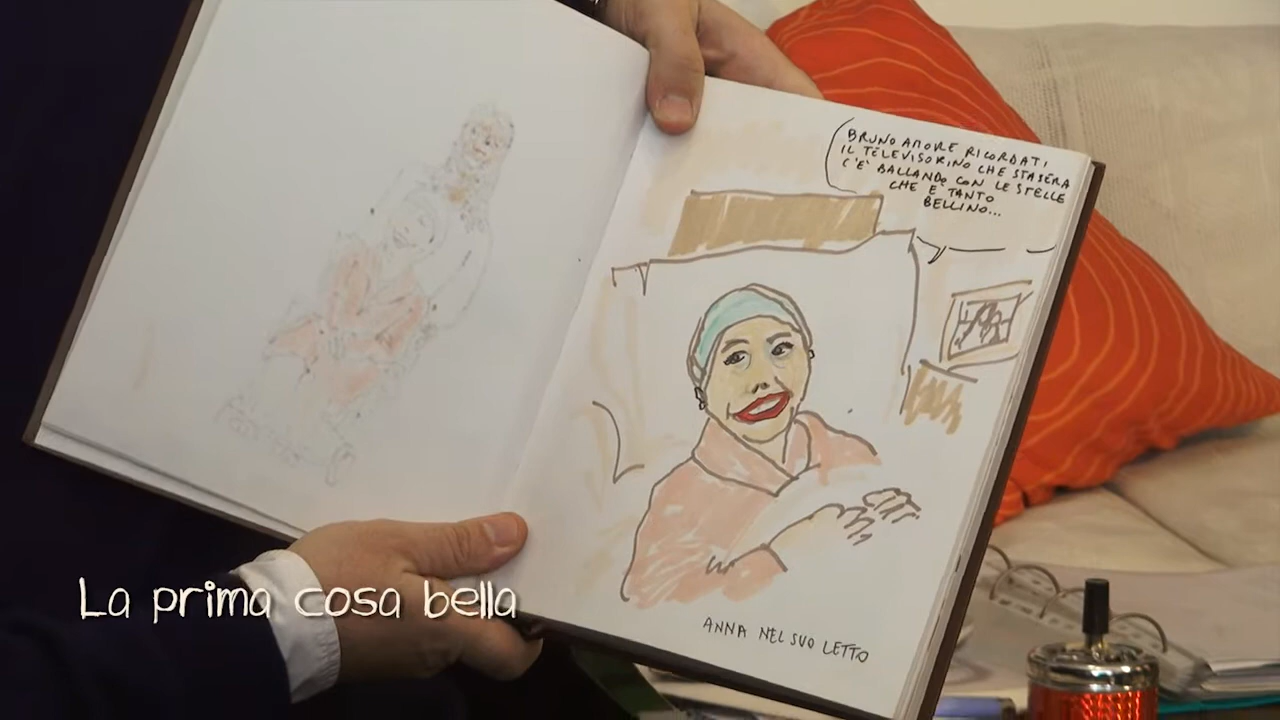 BRUNO AMORE RICORDATI
IL TELEVISORINO CHE STASERA
C'È BALLANDO CON LE STELLE
CHE È TANTO
BELLINO...
La prima cosa bella
ANNA NEL SUO LETTO